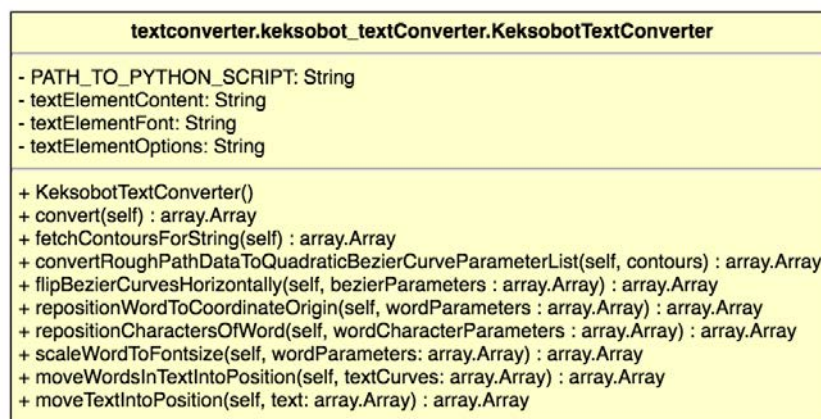 textconverter.keksobot_textConverter.KeksobotTextConverter
- PATH_TO_PYTHON_SCRIPT: String
- textElementContent: String
- textElementFont: String
- textElementOptions: String
+ KeksobotTextConverter()
+ convert(self) : array.Array
+ fetchContoursForString(self) : array.Array
+ convertRoughPathDataToQuadraticBezierCurveParameterList(self, contours) : array.Array
+ flipBezierCurvesHorizontally(self, bezierParameters : array.Array) : array.Array
+ repositionWordToCoordinateOrigin(self, wordParameters : array.Array) : array.Array
+ repositionCharactersOfWord(self, wordCharacterParameters : array.Array) : array.Array
+ scaleWordToFontsize(self, wordParameters: array.Array) : array.Array
+ moveWordsInTextIntoPosition(self, textCurves: array.Array) : array.Array
+ moveTextIntoPosition(self, text: array.Array) : array.Array